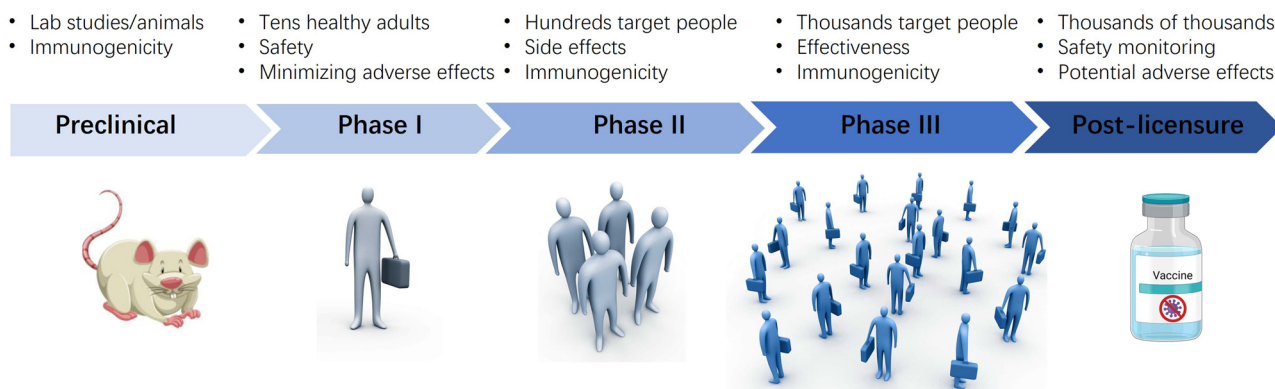 • Lab studies/animals
• Immunogenicity
• Tens healthy adults
• Safety
• Minimizing adverse effects
• Hundreds target people
• Side effects
• Immunogenicity
• Thousands target people
• Effectiveness
• Immunogenicity
• Thousands of thousands
• Safety monitoring
• Potential adverse effects
Preclinical
Phase I
Phase II
Phase III
Post-licensure
Vaccine